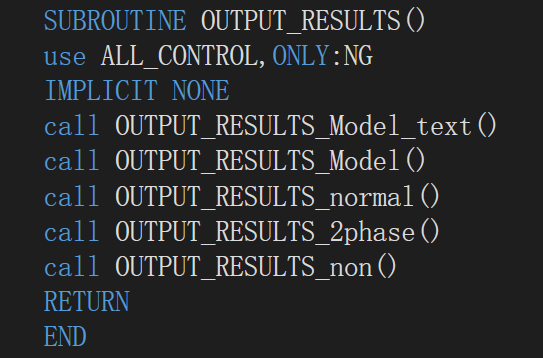 SUBROUTINE OUTPUT_RESULTS()
use ALL_CONTROL,ONLY:NG
IMPLICIT NONE
call OUTPUT_RESULTS_Model_text()
call OUTPUT_RESULTS_Model()
call OUTPUT_RESULTS_normal()
call OUTPUT_RESULTS_2phase()
call OUTPUT_RESULTS_non()
RETURN
END